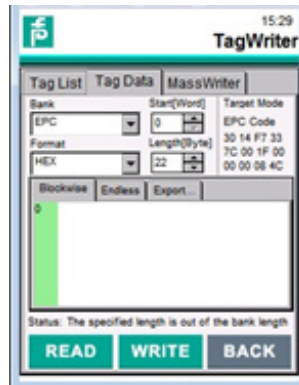 15:29
TagWriter
Tag List Tag Data MassWriter
Bank Start[Word] Target Mode
EPC 0 EPC Code
Format Length[Byte] 30 14 F7 33
HEX 22 7C 00 1F 00
00 00 08 4C
Blockwise Endless Export...
0
Status: The specified length is out of the bank length
READ WRITE BACK